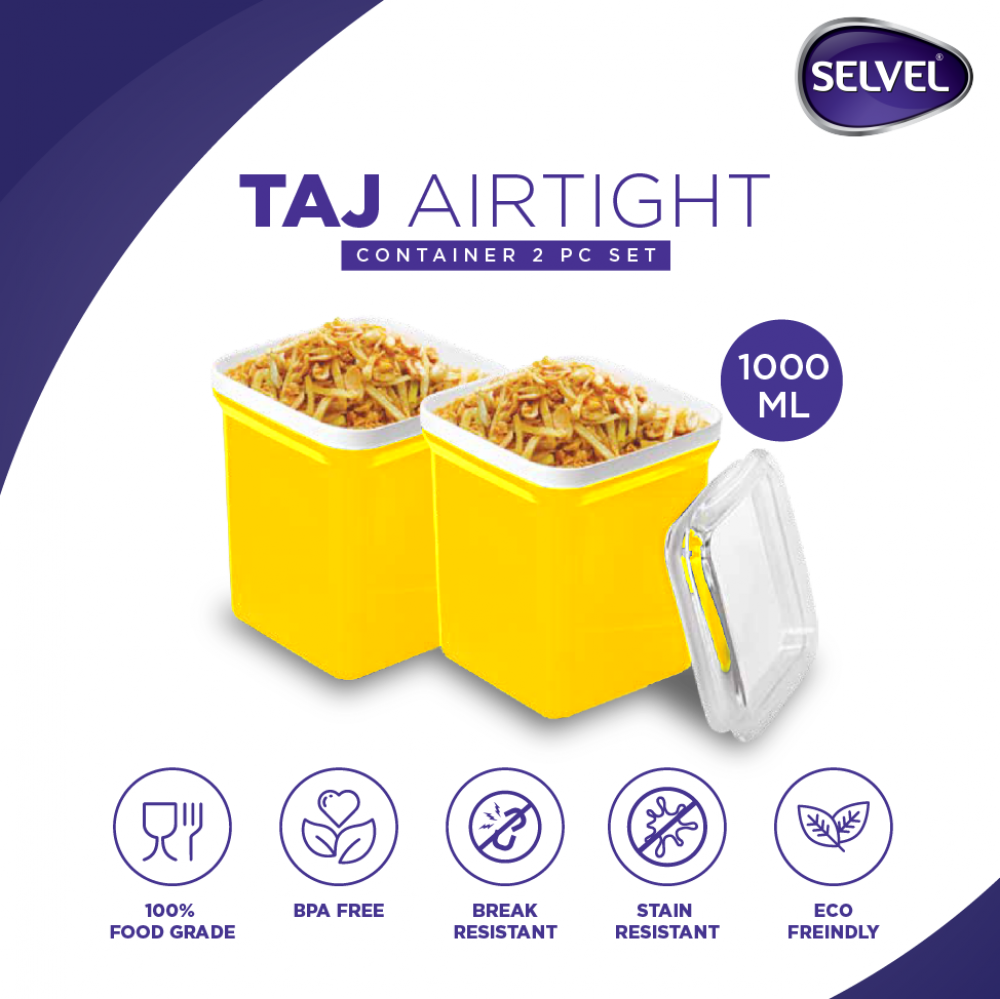 SELVEL®
TAJ AIRTIGHT
CONTAINER 2 PC SET
1000
ML
100%
FOOD GRADE
BPA FREE
BREAK
RESISTANT
STAIN
RESISTANT
ECO
FREINDLY